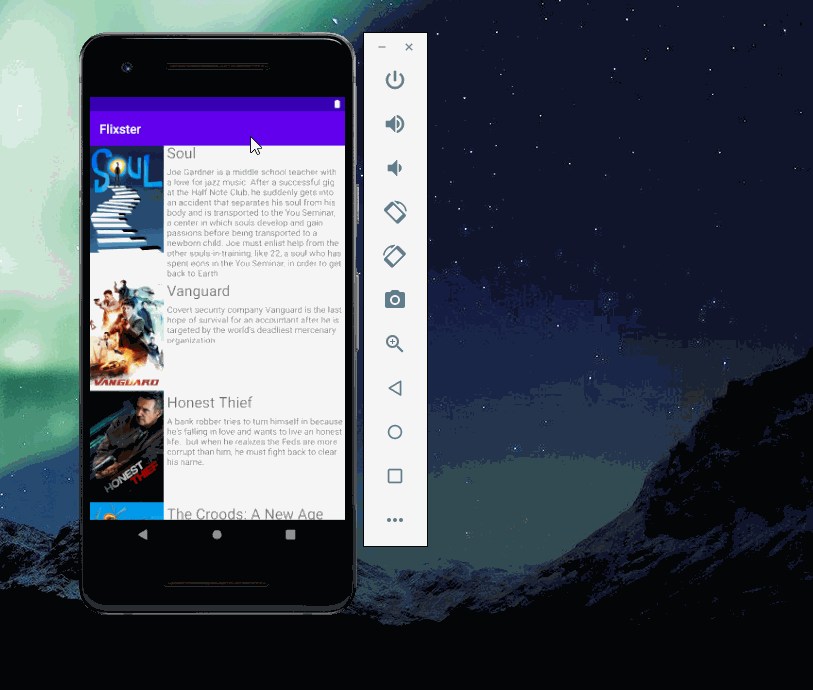 Flixster
SOUL
Soul
Joe Gardner is a middle school teacher with
a love for jazz music. After a successful gig
at the Half Note Club, he suddenly gets into
an accident that separates his soul from his
body and is transported to the You Seminar,
a center in which souls develop and gain
passions before being transported to a
newborn child. Joe must enlist help from the
other souls-in-training, like 22, a soul who has
spent eons in the You Seminar, in order to get
back to Earth.
VANGUARD
Vanguard
Covert security company Vanguard is the last
hope of survival for an accountant after he is
targeted by the world's deadliest mercenary
organization.
HONEST
THIEF
Honest Thief
A bank robber tries to turn himself in because
he's falling in love and wants to live an honest
life...but when he realizes the Feds are more
corrupt than him, he must fight back to clear
his name.
The Croods: A New Age